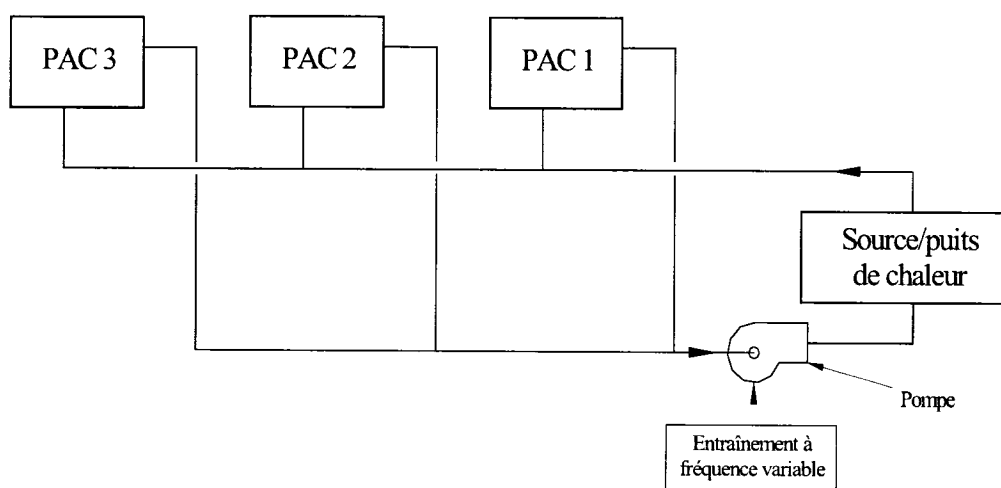 PAC 3
PAC 2
PAC 1
Source/puits
de chaleur
Pompe
Entraînement à
fréquence variable